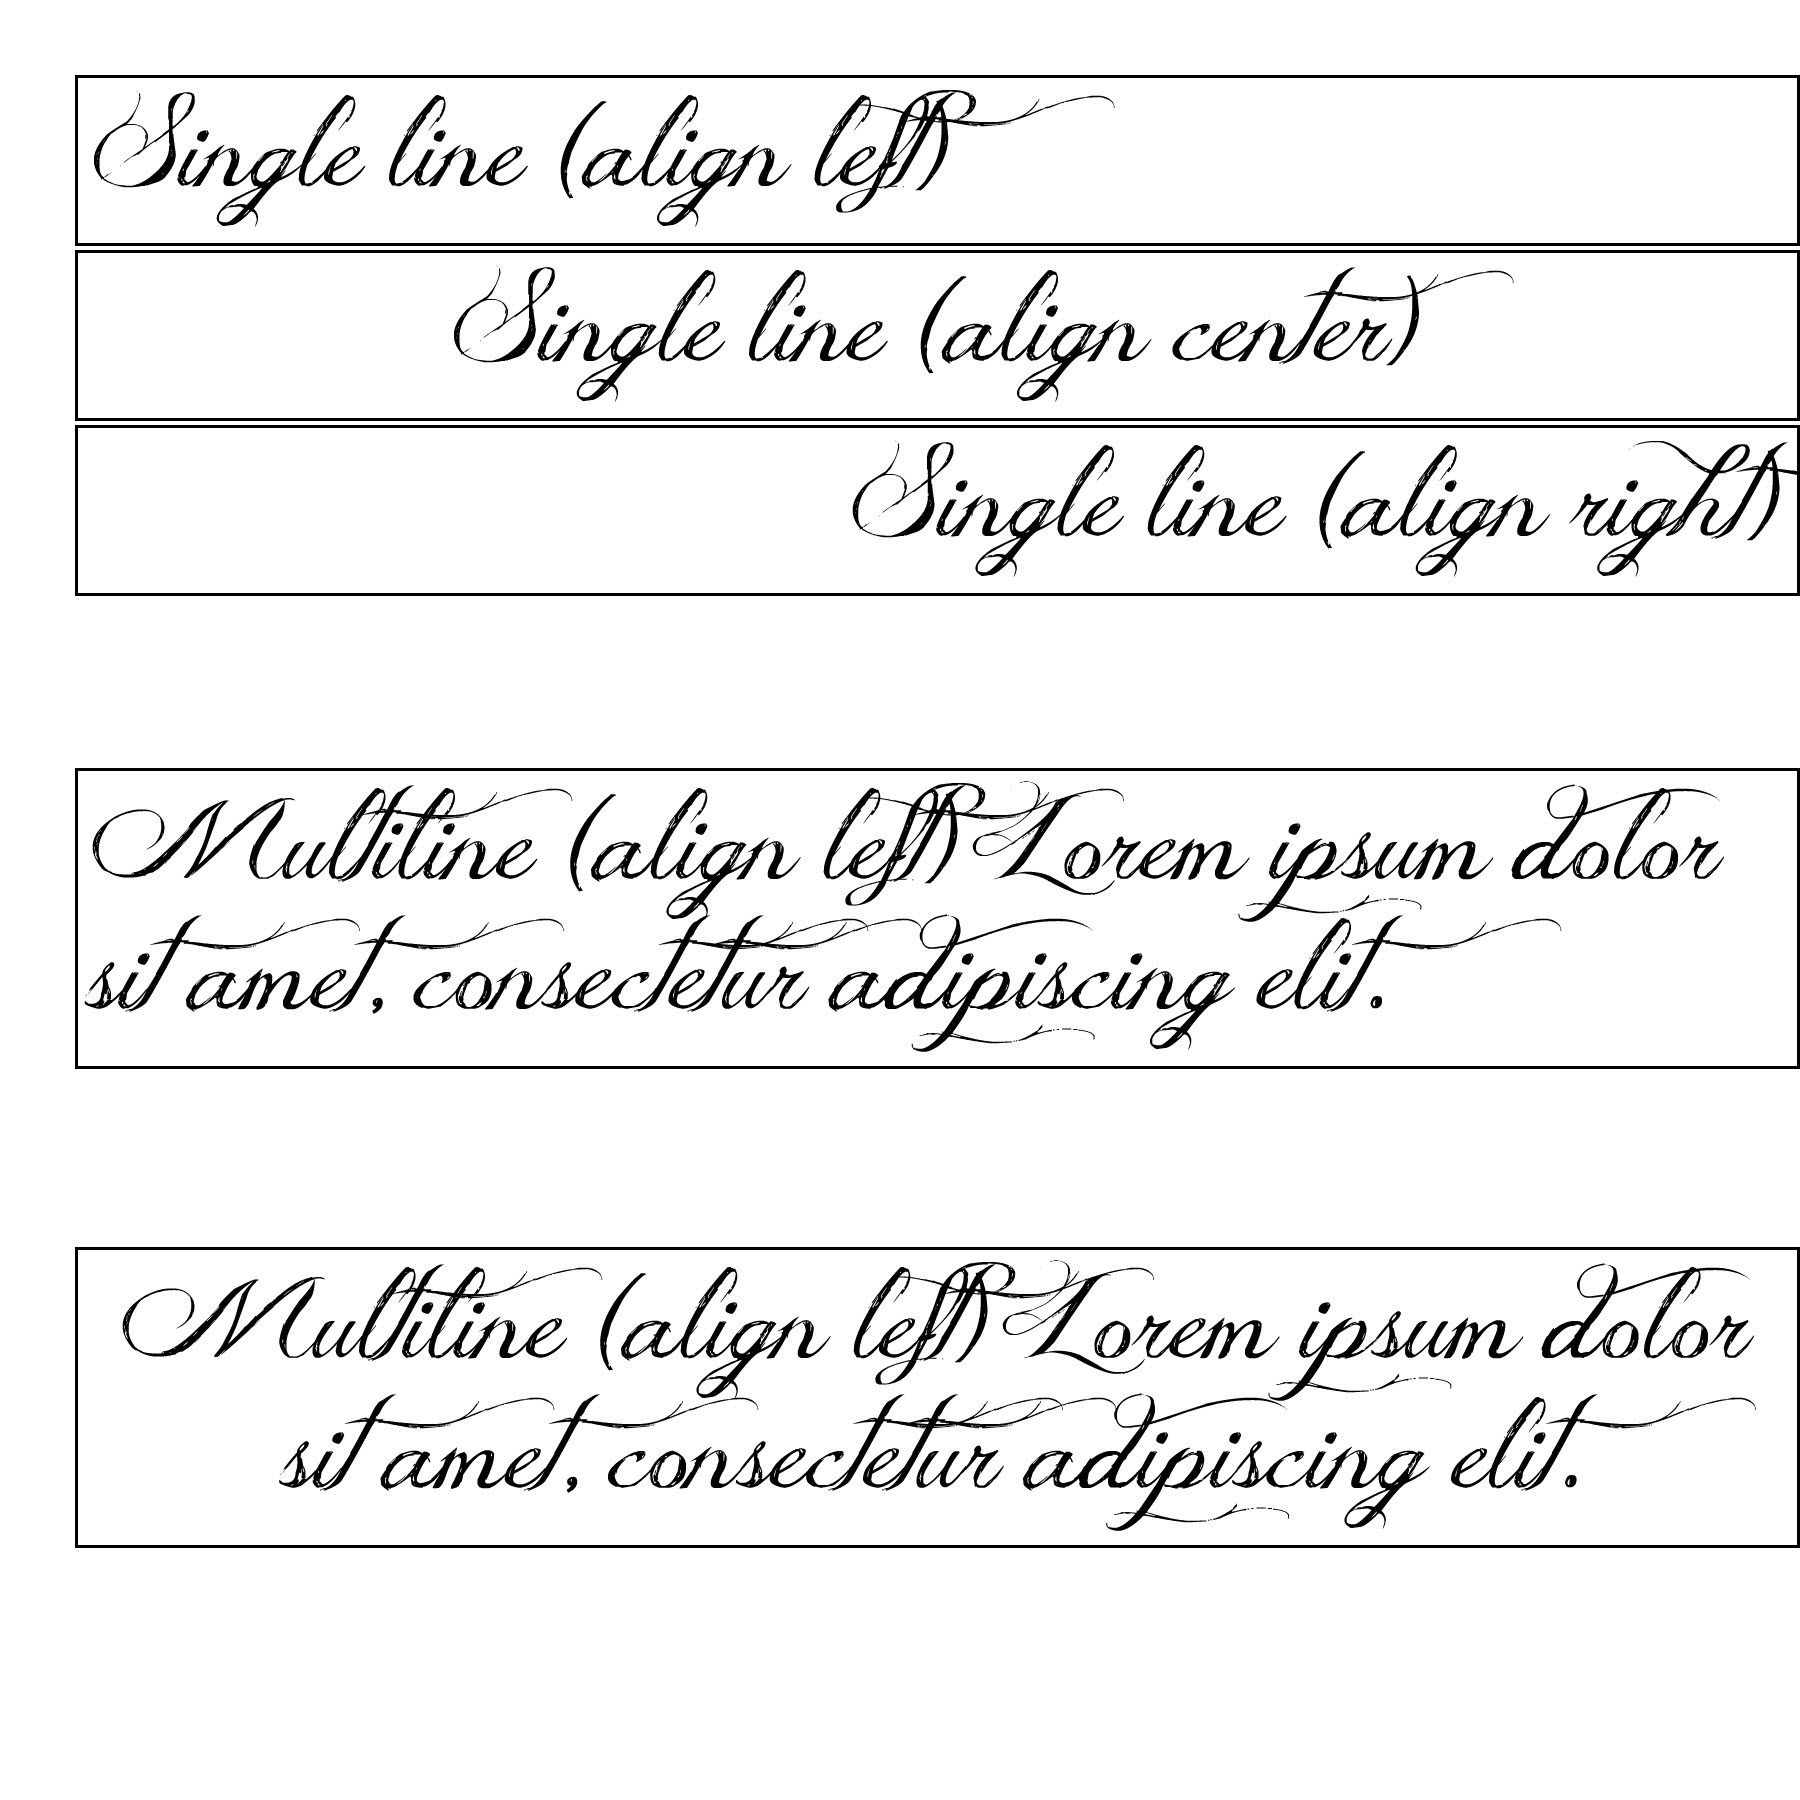 Single line (align left)
Single line (align center)
Single line (align right)
Multiline (align left) Lorem ipsum dolor
sit amet, consectetur adipiscing elit.
Multiline (align left) Lorem ipsum dolor
sit amet, consectetur adipiscing elit.